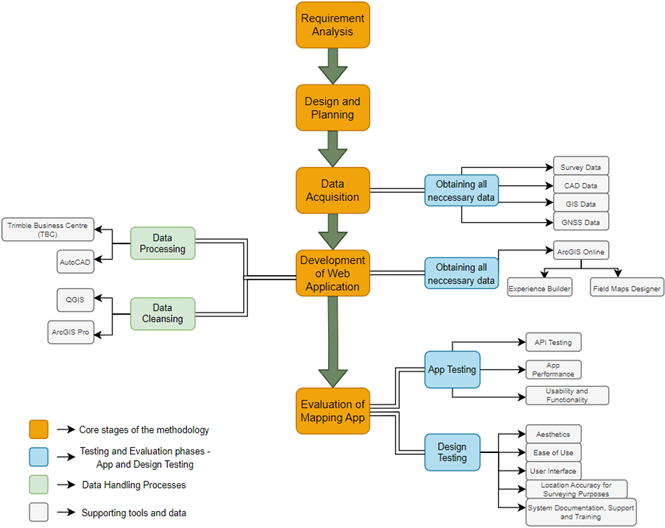 Requirement
Analysis
Design and
Planning
Data
Acquisition
Obtaining all
neccessary data
Survey Data
CAD Data
GIS Data
GNSS Data
Trimble Business Centre
(TBC)
AutoCAD
Data
Processing
QGIS
ArcGIS Pro
Data
Cleansing
Development
of Web
Application
Obtaining all
neccessary data
ArcGIS Online
Experience Builder
Field Maps Designer
Evaluation of
Mapping App
App Testing
API Testing
App
Performance
Usability and
Functionality
Design
Testing
Aesthetics
Ease of Use
User Interface
Location Accuracy for
Surveying Purposes
System Documentation, Support
and Training
Core stages of the methodology
Testing and Evaluation phases -
App and Design Testing
Data Handling Processes
Supporting tools and data